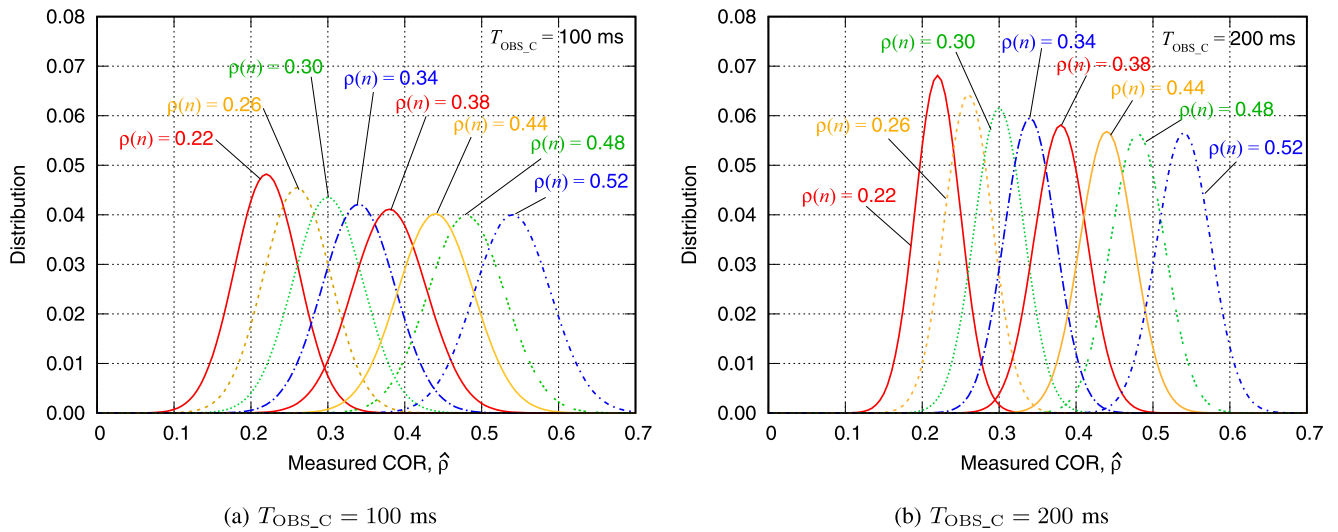 0.08
0.07
0.06
0.05
0.04
0.03
0.02
0.01
0.00
Distribution
T_OBS_C = 100 ms
ρ(n) = 0.30
ρ(n) = 0.34
ρ(n) = 0.26
ρ(n) = 0.38
ρ(n) = 0.44
ρ(n) = 0.22
ρ(n) = 0.48
ρ(n) = 0.52
0 0.1 0.2 0.3 0.4 0.5 0.6 0.7
Measured COR, ρ̂
(a) T_OBS_C = 100 ms
0.08
0.07
0.06
0.05
0.04
0.03
0.02
0.01
0.00
Distribution
T_OBS_C = 200 ms
ρ(n) = 0.30
ρ(n) = 0.34
ρ(n) = 0.38
ρ(n) = 0.44
ρ(n) = 0.48
ρ(n) = 0.26
ρ(n) = 0.52
ρ(n) = 0.22
0 0.1 0.2 0.3 0.4 0.5 0.6 0.7
Measured COR, ρ̂
(b) T_OBS_C = 200 ms